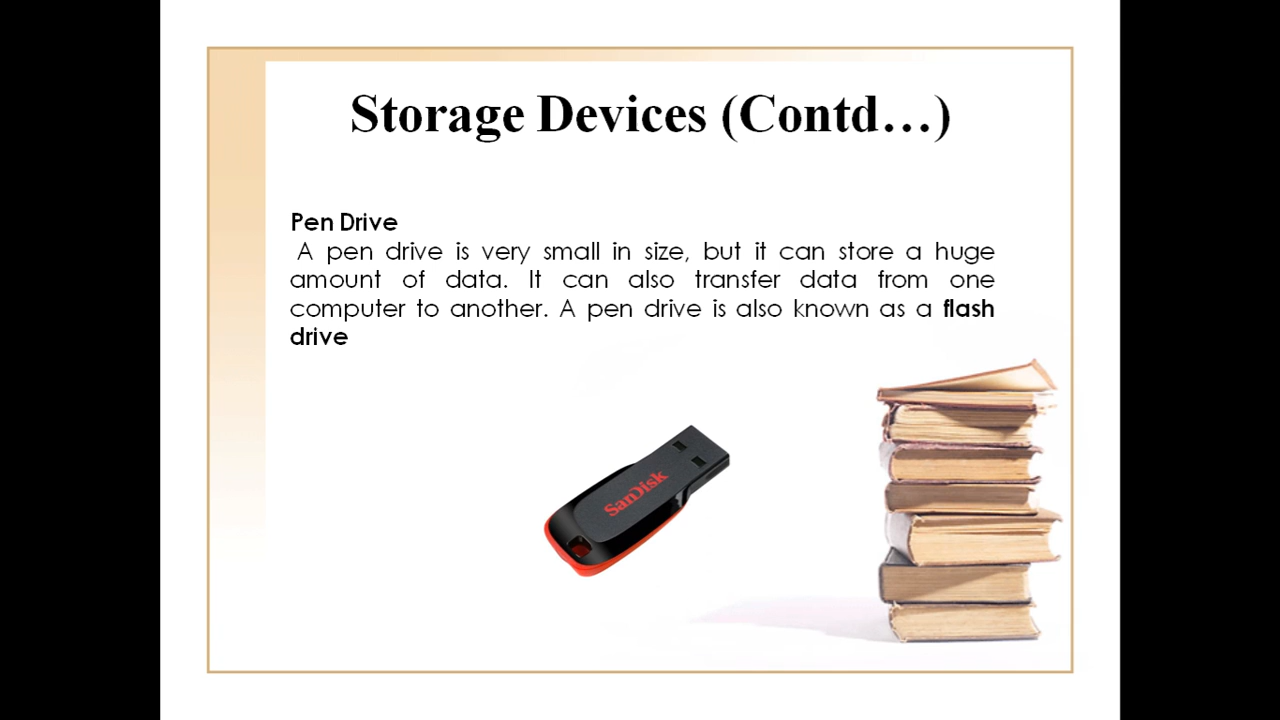 Storage Devices (Contd...)
Pen Drive
A pen drive is very small in size, but it can store a huge
amount of data. It can also transfer data from one
computer to another. A pen drive is also known as a flash
drive
SanDisk